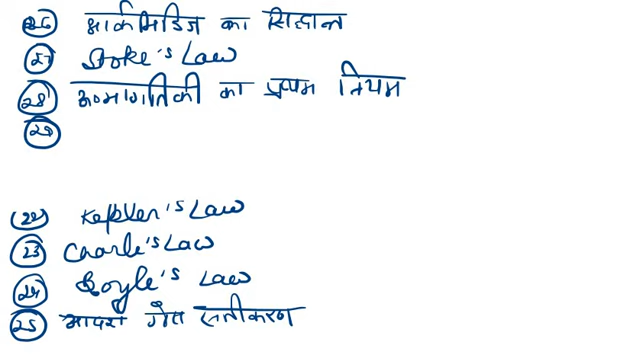 26 आर्कमिडिज का सिद्धान्त
27 Stoke's Law
28 ऊष्मागतिकी का प्रथम नियम
29
22 Kepler's Law
23 Charle's Law
24 Boyle's Law
25 आदर्श गैस समीकरण